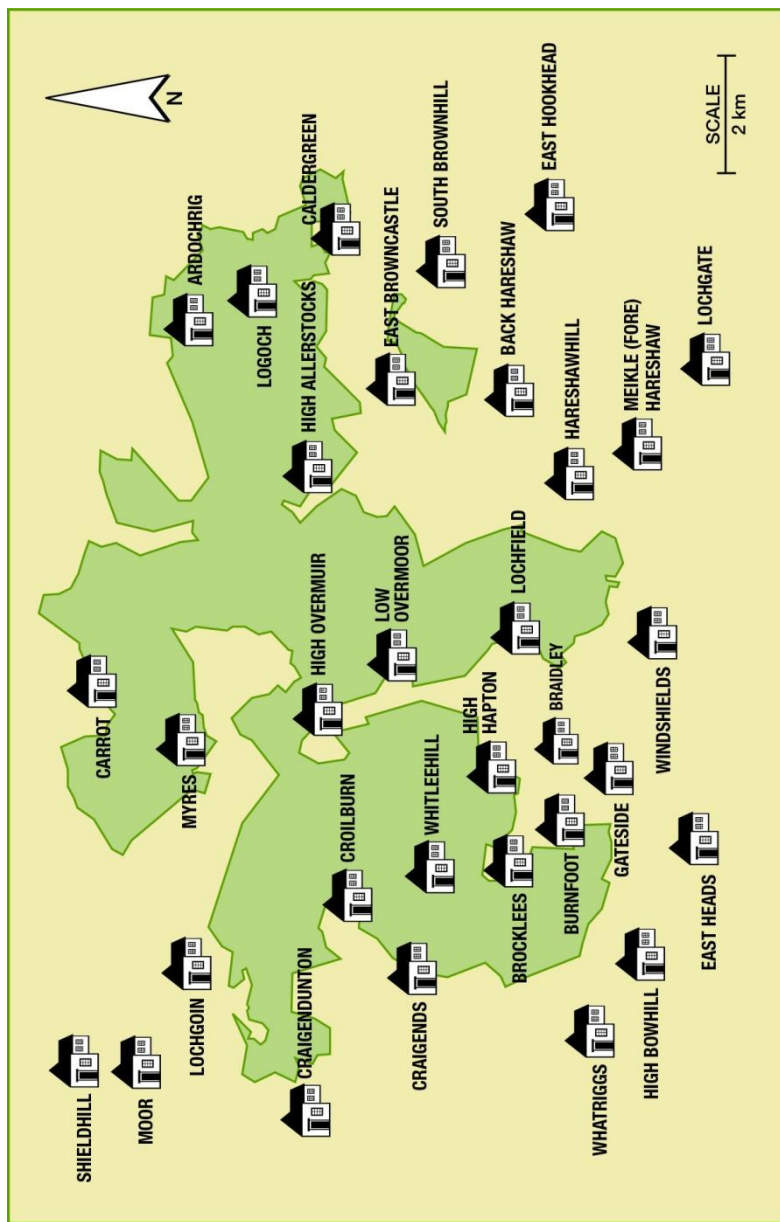 SHIELDHILL
CARROT
MOOR
N
MYRES
ARDOCHRIG
LOCHGOIN
LOGOCH
CRAIGENDUNTON
HIGH ALLERSTOCKS
CALDERGREEN
HIGH OVERMUIR
CROILBURN
LOW
OVERMOOR
EAST BROWNCASTLE
CRAIGENDS
WHITLEEHILL
SOUTH BROWNHILL
HIGH
HAPTON
BACK HARESHAW
BROCKLEES
LOCHFIELD
EAST HOOKHEAD
BRAIDLEY
HARESHAWHILL
BURNFOOT
WHATRIGGS
GATESIDE
MEIKLE (FORE)
HARESHAW
HIGH BOWHILL
WINDSHIELDS
EAST HEADS
LOCHGATE
SCALE
2 km